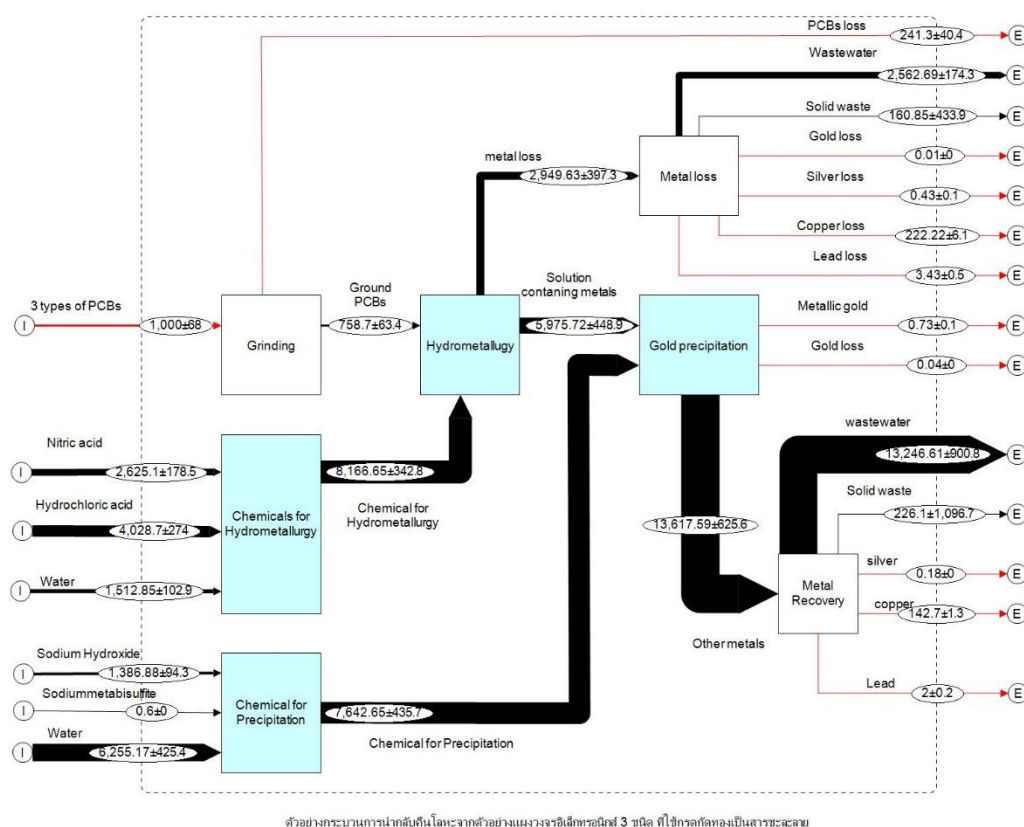 PCBs loss
241.3±40.4
E
Wastewater
2,562.69±174.3
E
Solid waste
160.85±433.9
E
Gold loss
0.01±0
E
metal loss
2,949.63±397.3
Metal loss
Silver loss
0.43±0.1
E
Copper loss
222.22±6.1
E
Lead loss
3.43±0.5
E
3 types of PCBs
I
1,000±68
Grinding
Ground
PCBs
758.7±63.4
Hydrometallugy
Solution
contaning metals
5,975.72±448.9
Gold precipitation
Metallic gold
0.73±0.1
E
Gold loss
0.04±0
E
Nitric acid
I
2,625.1±178.5
Hydrochloric acid
I
4,028.7±274
Water
I
1,512.85±102.9
Chemicals for
Hydrometallurgy
8,166.65±342.8
Chemical for
Hydrometallurgy
13,617.59±625.6
Other metals
wastewater
13,246.61±900.8
E
Solid waste
226.1±1,096.7
E
Metal
Recovery
silver
0.18±0
E
copper
142.7±1.3
E
Lead
2±0.2
E
Sodium Hydroxide
I
1,386.88±94.3
Sodiummetabisulfite
I
0.6±0
Water
I
6,255.17±425.4
Chemical for
Precipitation
7,642.65±435.7
Chemical for Precipitation
ตัวอย่างกระบวนการนำกลับคืนโลหะจากตัวอย่างแผงวงจรอิเล็กทรอนิกส์ 3 ชนิด ที่ใช้กรดกัดทองเป็นสารชะละลาย